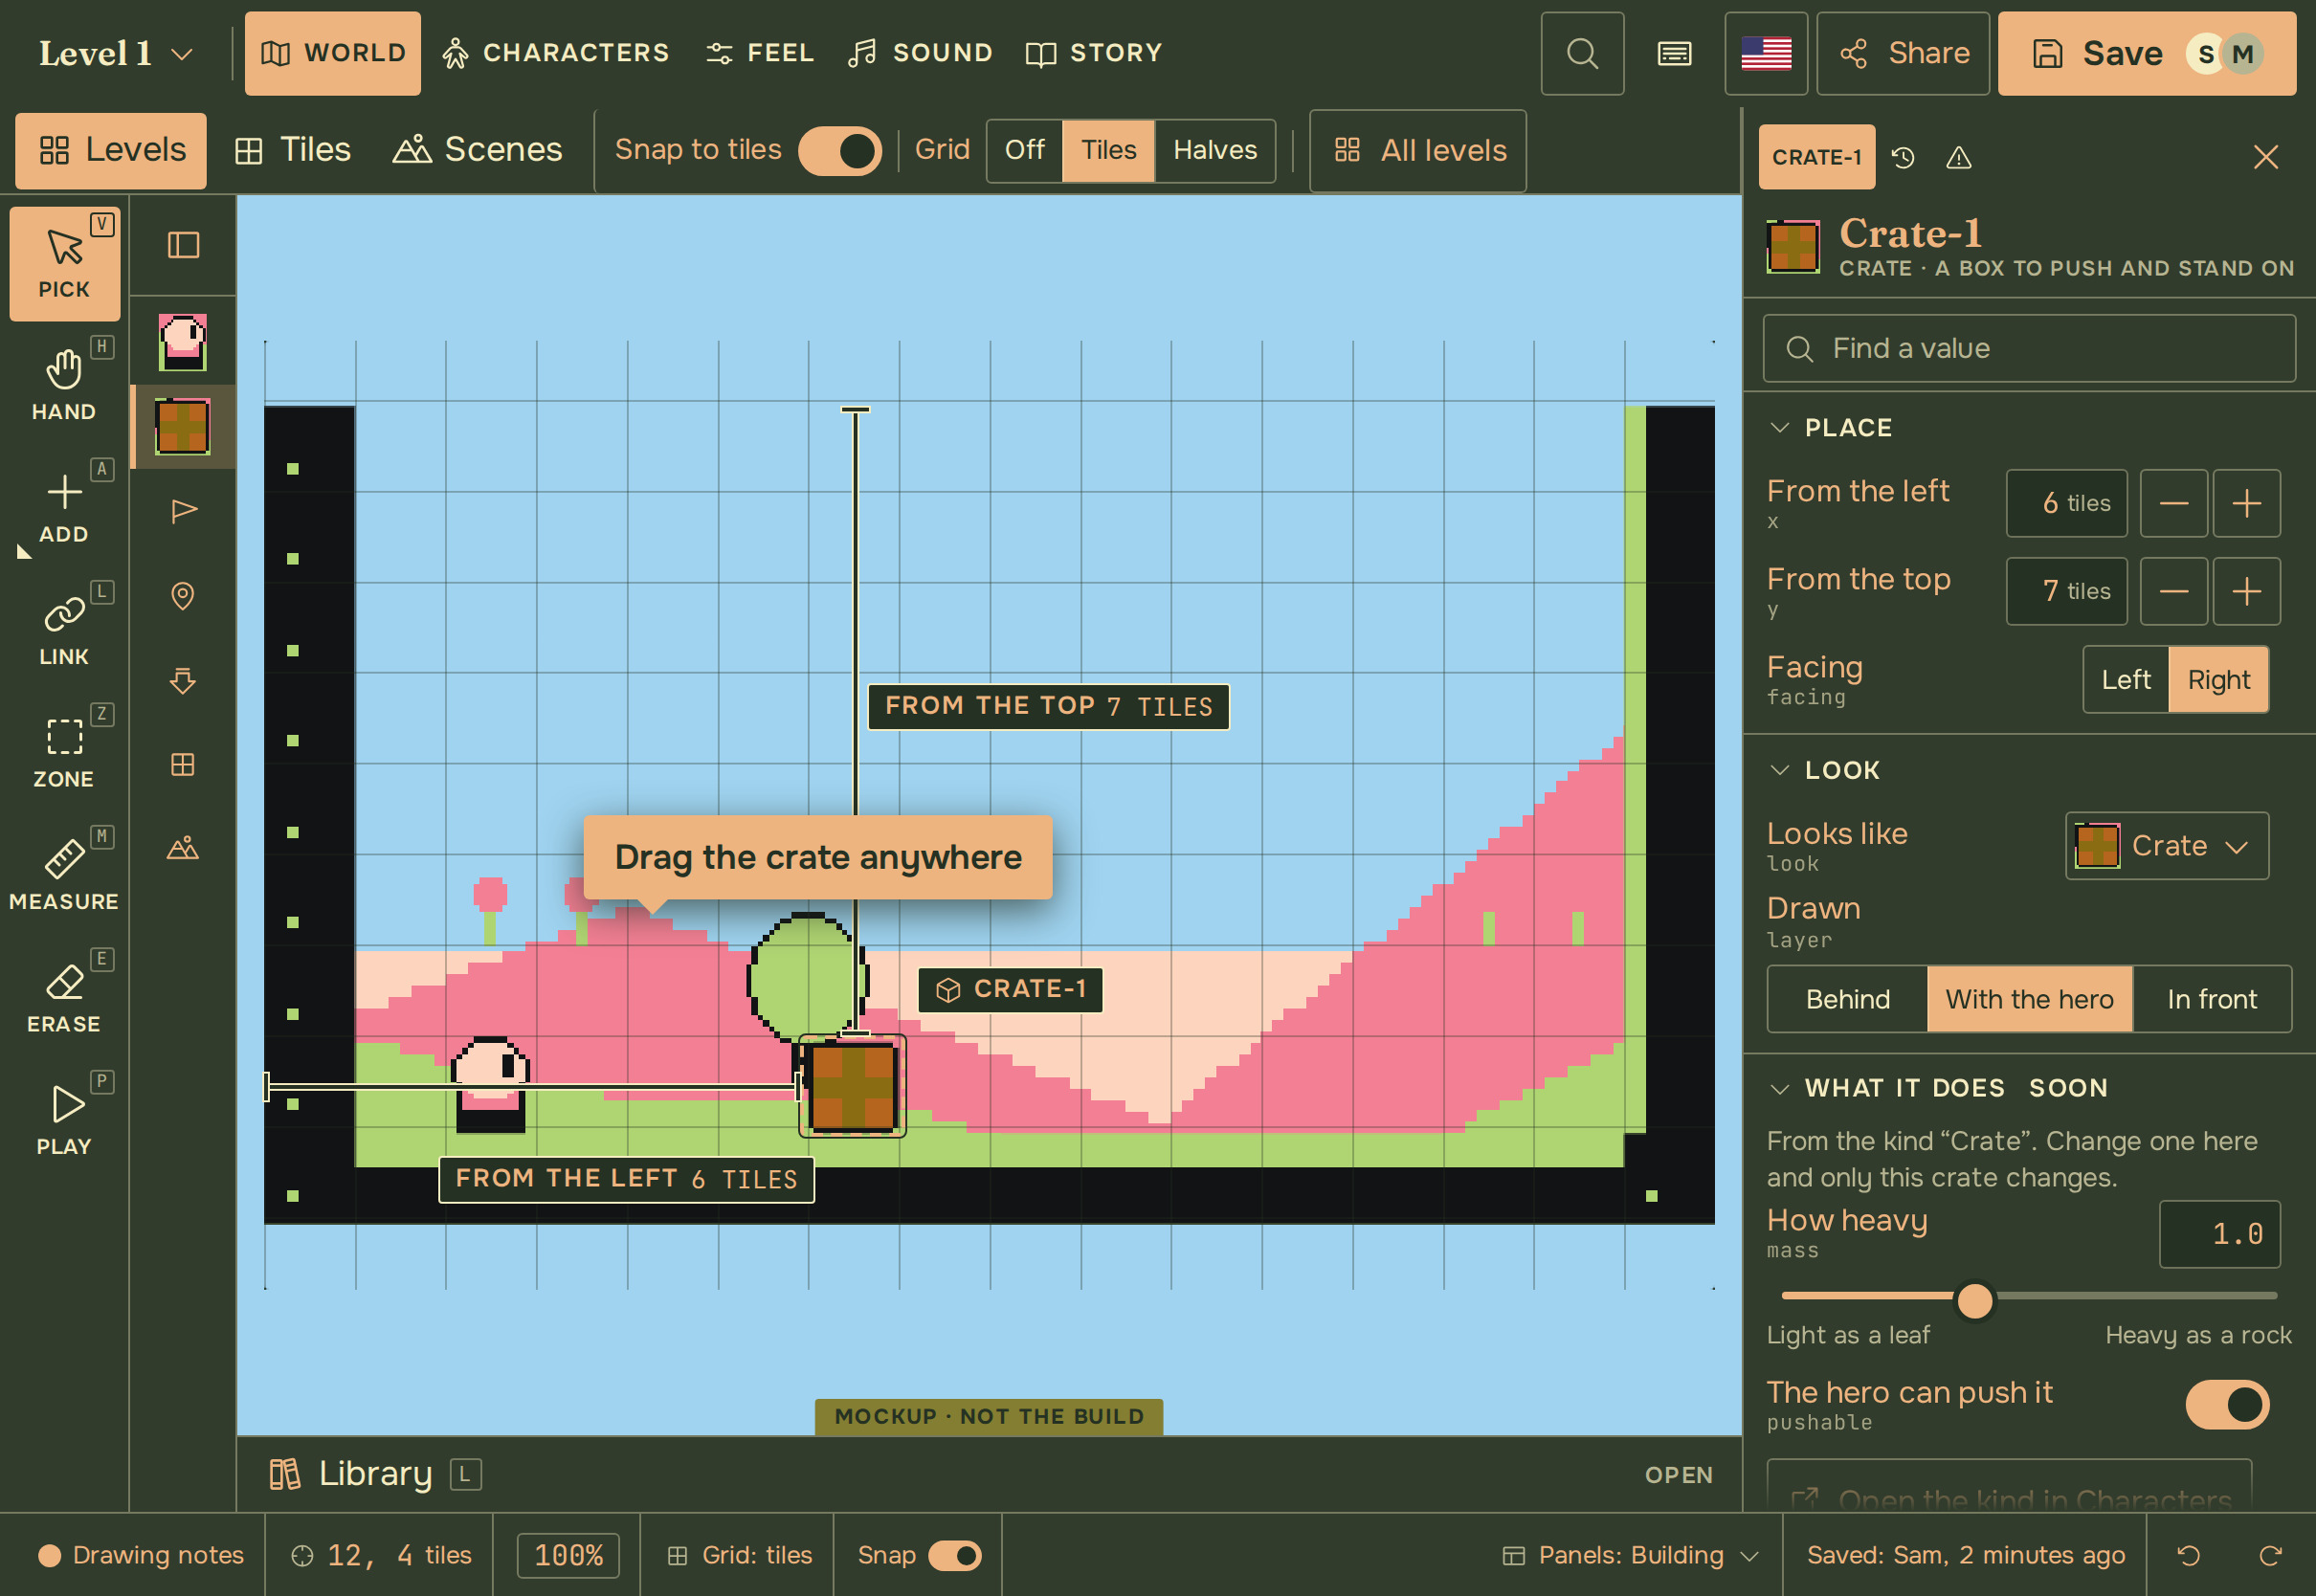 Level 1
WORLD
CHARACTERS
FEEL
SOUND
STORY
Share
Save
S
M
Levels
Tiles
Scenes
Snap to tiles
Grid
Off
Tiles
Halves
All levels
CRATE-1
Crate-1
CRATE · A BOX TO PUSH AND STAND ON
Find a value
PLACE
From the left
x
6 tiles
From the top
y
7 tiles
Facing
facing
Left
Right
LOOK
Looks like
look
Crate
Drawn
layer
Behind
With the hero
In front
WHAT IT DOES SOON
From the kind “Crate”. Change one here
and only this crate changes.
How heavy
mass
1.0
Light as a leaf
Heavy as a rock
The hero can push it
pushable
Open the kind in Characters
V
PICK
H
HAND
A
ADD
L
LINK
Z
ZONE
M
MEASURE
E
ERASE
P
PLAY
FROM THE TOP 7 TILES
Drag the crate anywhere
CRATE-1
FROM THE LEFT 6 TILES
MOCKUP · NOT THE BUILD
Library L
OPEN
Drawing notes
12, 4 tiles
100%
Grid: tiles
Snap
Panels: Building
Saved: Sam, 2 minutes ago